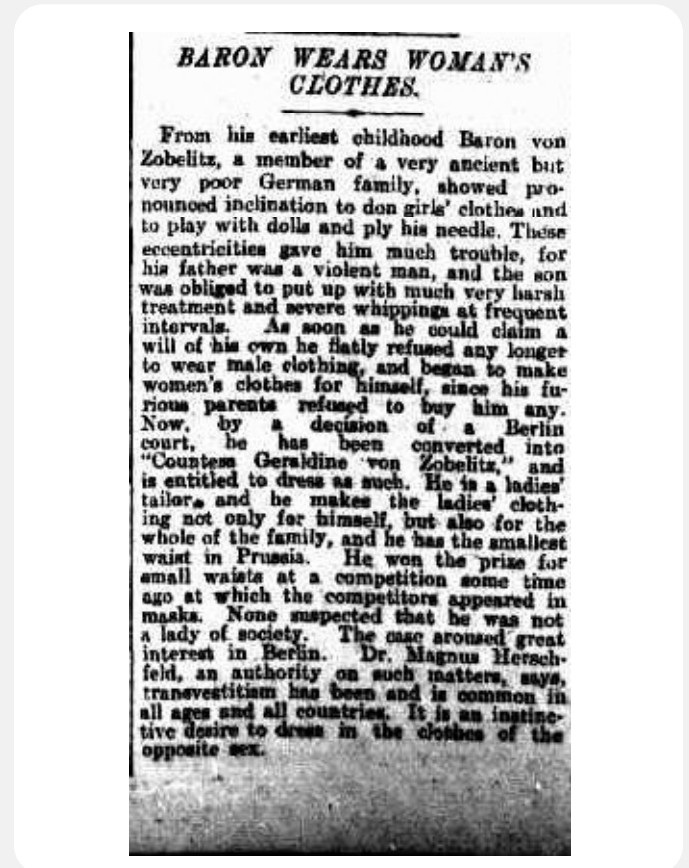 BARON WEARS WOMAN'S
CLOTHES.
From his earliest childhood Baron von
Zobelitz, a member of a very ancient but
very poor German family, showed pro-
nounced inclination to don girls' clothes and
to play with dolls and ply his needle. These
eccentricities gave him much trouble, for
his father was a violent man, and the son
was obliged to put up with much very harsh
treatment and severe whippings at frequent
intervals. As soon as he could claim a
will of his own he flatly refused any longer
to wear male clothing, and began to make
women's clothes for himself, since his fu-
rious parents refused to buy him any.
Now, by a decision of a Berlin
court, he has been converted into
"Countess Geraldine von Zobelitz," and
is entitled to dress as such. He is a ladies'
tailor, and he makes the ladies' cloth-
ing not only for himself, but also for the
whole of the family, and he has the smallest
waist in Prussia. He won the prize for
small waists at a competition some time
ago at which the competitors appeared in
masks. None suspected that he was not
a lady of society. The case aroused great
interest in Berlin. Dr. Magnus Hersch-
feld, an authority on such matters, says,
transvestitism has been and is common in
all ages and all countries. It is an instinc-
tive desire to dress in the clothes of the
opposite sex.